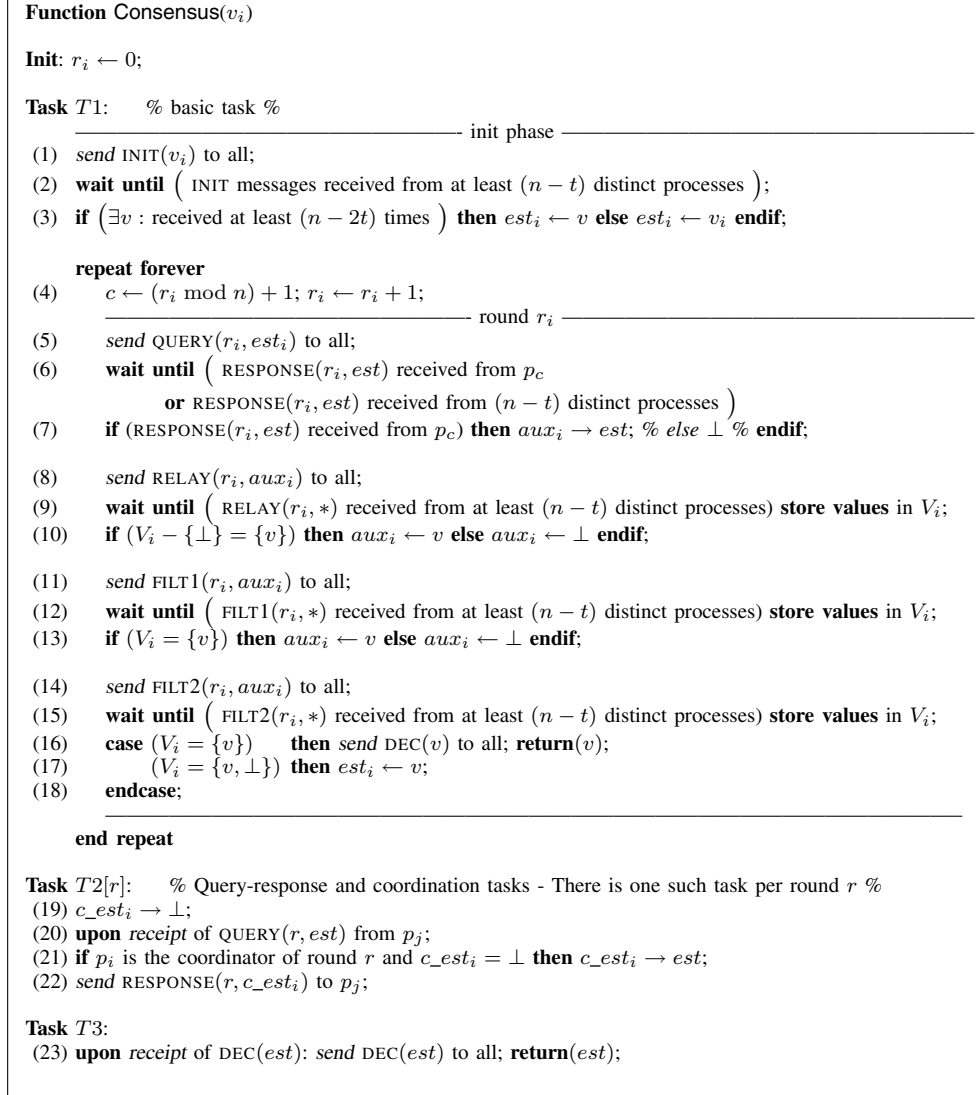 Function Consensus(v_i)
Init: r_i ← 0;
Task T1: % basic task %
init phase
(1) send INIT(v_i) to all;
(2) wait until ( INIT messages received from at least (n − t) distinct processes );
(3) if (∃v : received at least (n − 2t) times ) then est_i ← v else est_i ← v_i endif;
repeat forever
(4) c ← (r_i mod n) + 1; r_i ← r_i + 1;
round r_i
(5) send QUERY(r_i, est_i) to all;
(6) wait until ( RESPONSE(r_i, est) received from p_c
or RESPONSE(r_i, est) received from (n − t) distinct processes )
(7) if (RESPONSE(r_i, est) received from p_c) then aux_i → est; % else ⊥ % endif;
(8) send RELAY(r_i, aux_i) to all;
(9) wait until ( RELAY(r_i, ∗) received from at least (n − t) distinct processes) store values in V_i;
(10) if (V_i − {⊥} = {v}) then aux_i ← v else aux_i ← ⊥ endif;
(11) send FILT1(r_i, aux_i) to all;
(12) wait until ( FILT1(r_i, ∗) received from at least (n − t) distinct processes) store values in V_i;
(13) if (V_i = {v}) then aux_i ← v else aux_i ← ⊥ endif;
(14) send FILT2(r_i, aux_i) to all;
(15) wait until ( FILT2(r_i, ∗) received from at least (n − t) distinct processes) store values in V_i;
(16) case (V_i = {v}) then send DEC(v) to all; return(v);
(17) (V_i = {v, ⊥}) then est_i ← v;
(18) endcase;
end repeat
Task T2[r]: % Query-response and coordination tasks - There is one such task per round r %
(19) c_est_i → ⊥;
(20) upon receipt of QUERY(r, est) from p_j;
(21) if p_i is the coordinator of round r and c_est_i = ⊥ then c_est_i → est;
(22) send RESPONSE(r, c_est_i) to p_j;
Task T3:
(23) upon receipt of DEC(est): send DEC(est) to all; return(est);